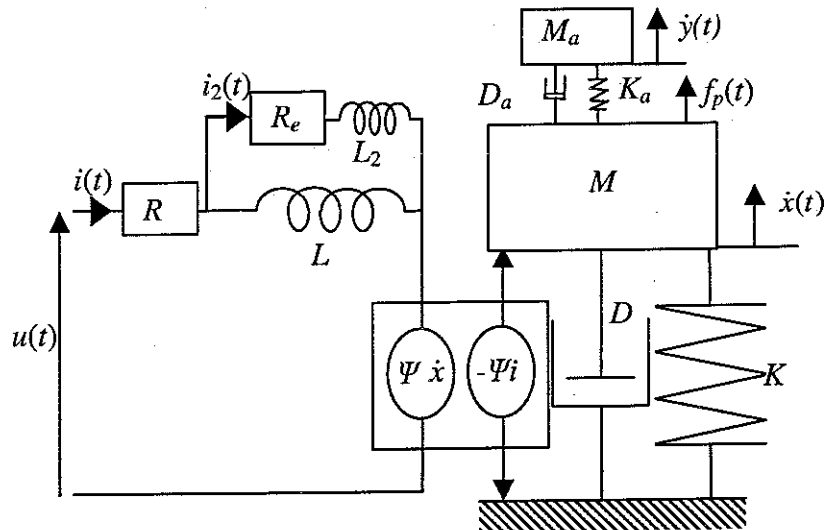 M_a
ẏ(t)
D_a
K_a
f_p(t)
i_2(t)
R_e
L_2
i(t)
R
L
M
ẋ(t)
u(t)
Ψ ẋ
-Ψi
D
K